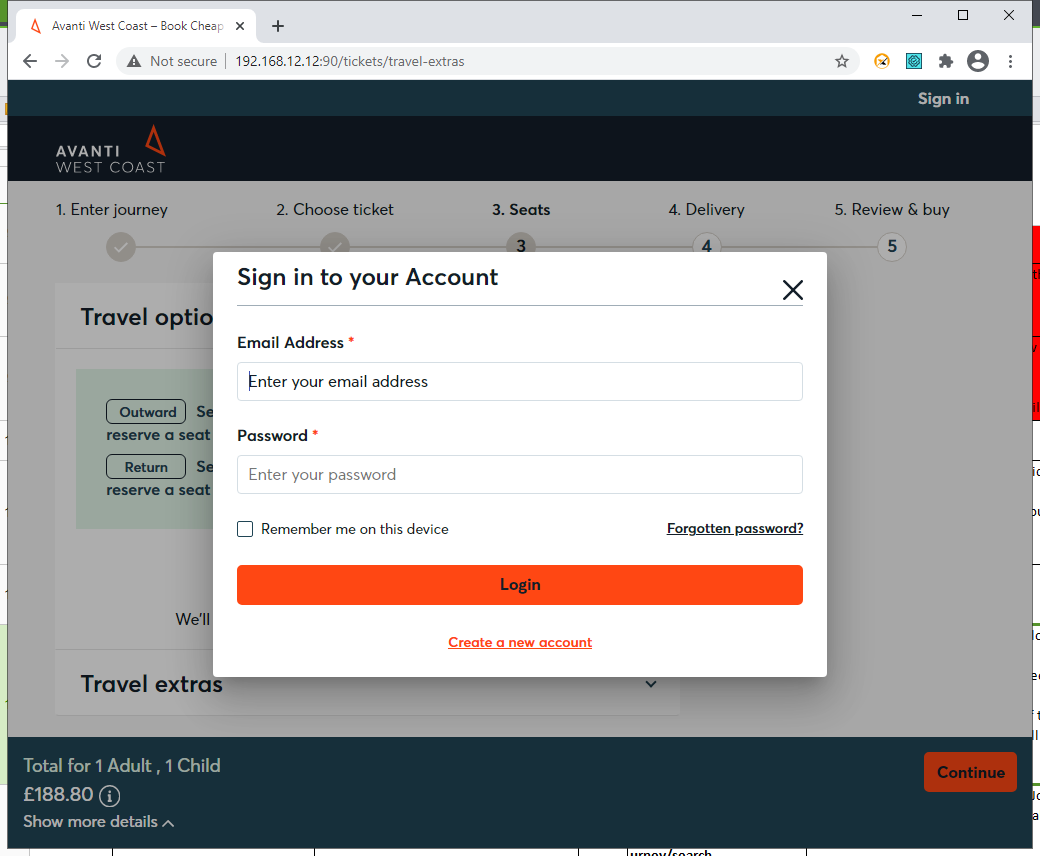 Avanti West Coast – Book Cheap
Not secure
192.168.12.12:90/tickets/travel-extras
Sign in
AVANTI
WEST COAST
1. Enter journey
2. Choose ticket
3. Seats
4. Delivery
5. Review & buy
3
4
5
Sign in to your Account
Travel optio
Email Address *
Enter your email address
Outward Se
reserve a seat
Password *
Return Se
Enter your password
reserve a seat
Remember me on this device
Forgotten password?
Login
We'll
Create a new account
Travel extras
Total for 1 Adult , 1 Child
£188.80
Continue
Show more details
urney/search